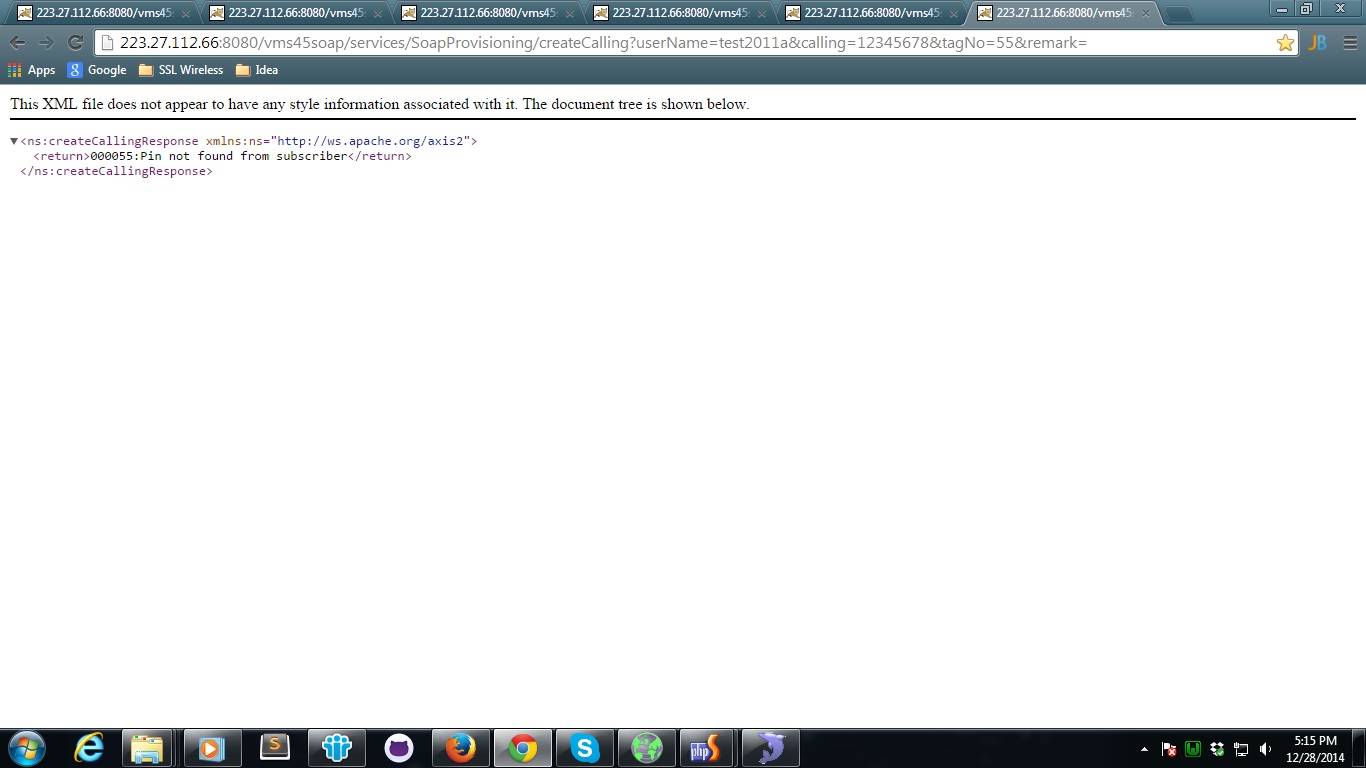 223.27.112.66:8080/vms45
223.27.112.66:8080/vms45
223.27.112.66:8080/vms45
223.27.112.66:8080/vms45
223.27.112.66:8080/vms45
223.27.112.66:8080/vms45
223.27.112.66:8080/vms45soap/services/SoapProvisioning/createCalling?userName=test2011a&calling=12345678&tagNo=55&remark=
JB
Apps Google SSL Wireless Idea
This XML file does not appear to have any style information associated with it. The document tree is shown below.
▼<ns:createCallingResponse xmlns:ns="http://ws.apache.org/axis2">
<return>000055:Pin not found from subscriber</return>
</ns:createCallingResponse>
5:15 PM
12/28/2014